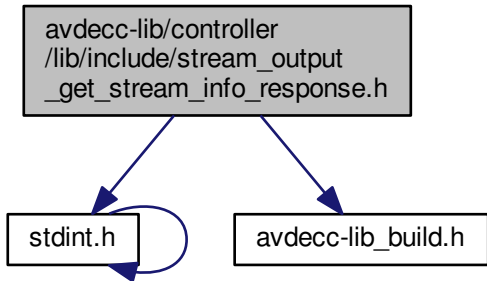 avdecc-lib/controller
/lib/include/stream_output
_get_stream_info_response.h
stdint.h
avdecc-lib_build.h